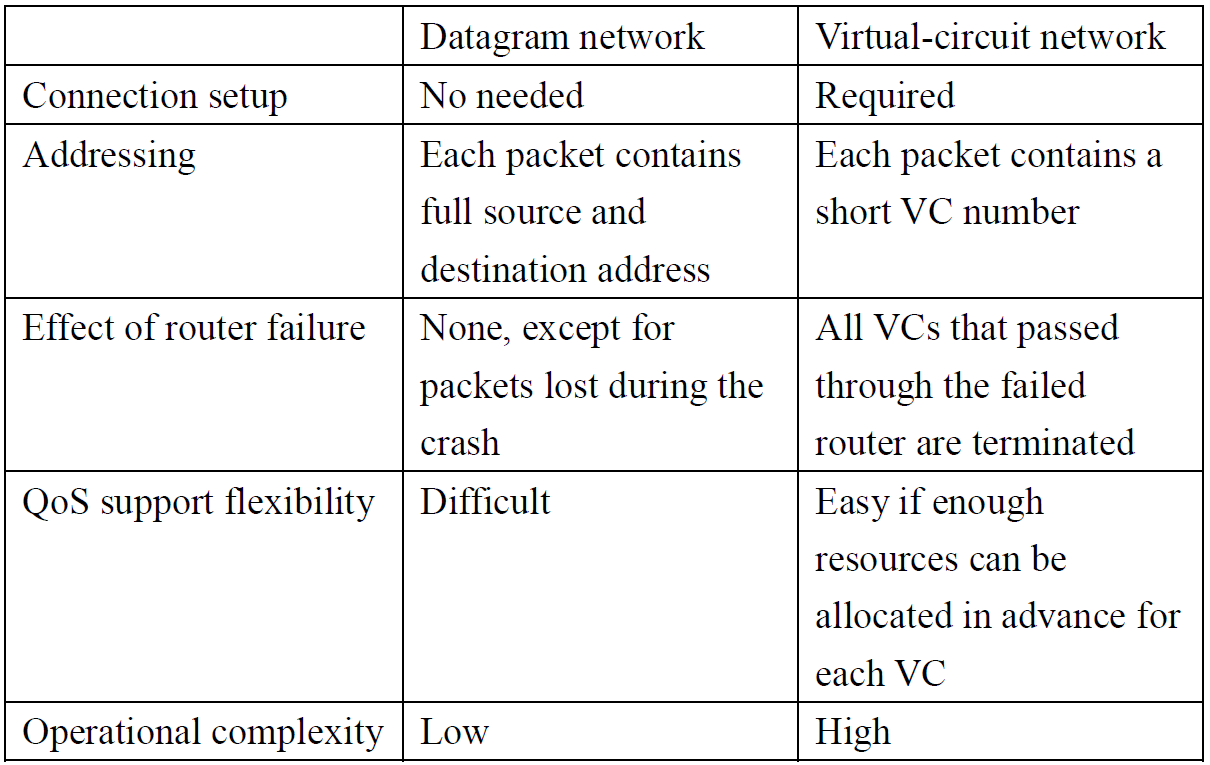 Datagram network
Virtual-circuit network
Connection setup
No needed
Required
Addressing
Each packet contains
full source and
destination address
Each packet contains a
short VC number
Effect of router failure
None, except for
packets lost during the
crash
All VCs that passed
through the failed
router are terminated
QoS support flexibility
Difficult
Easy if enough
resources can be
allocated in advance for
each VC
Operational complexity
Low
High